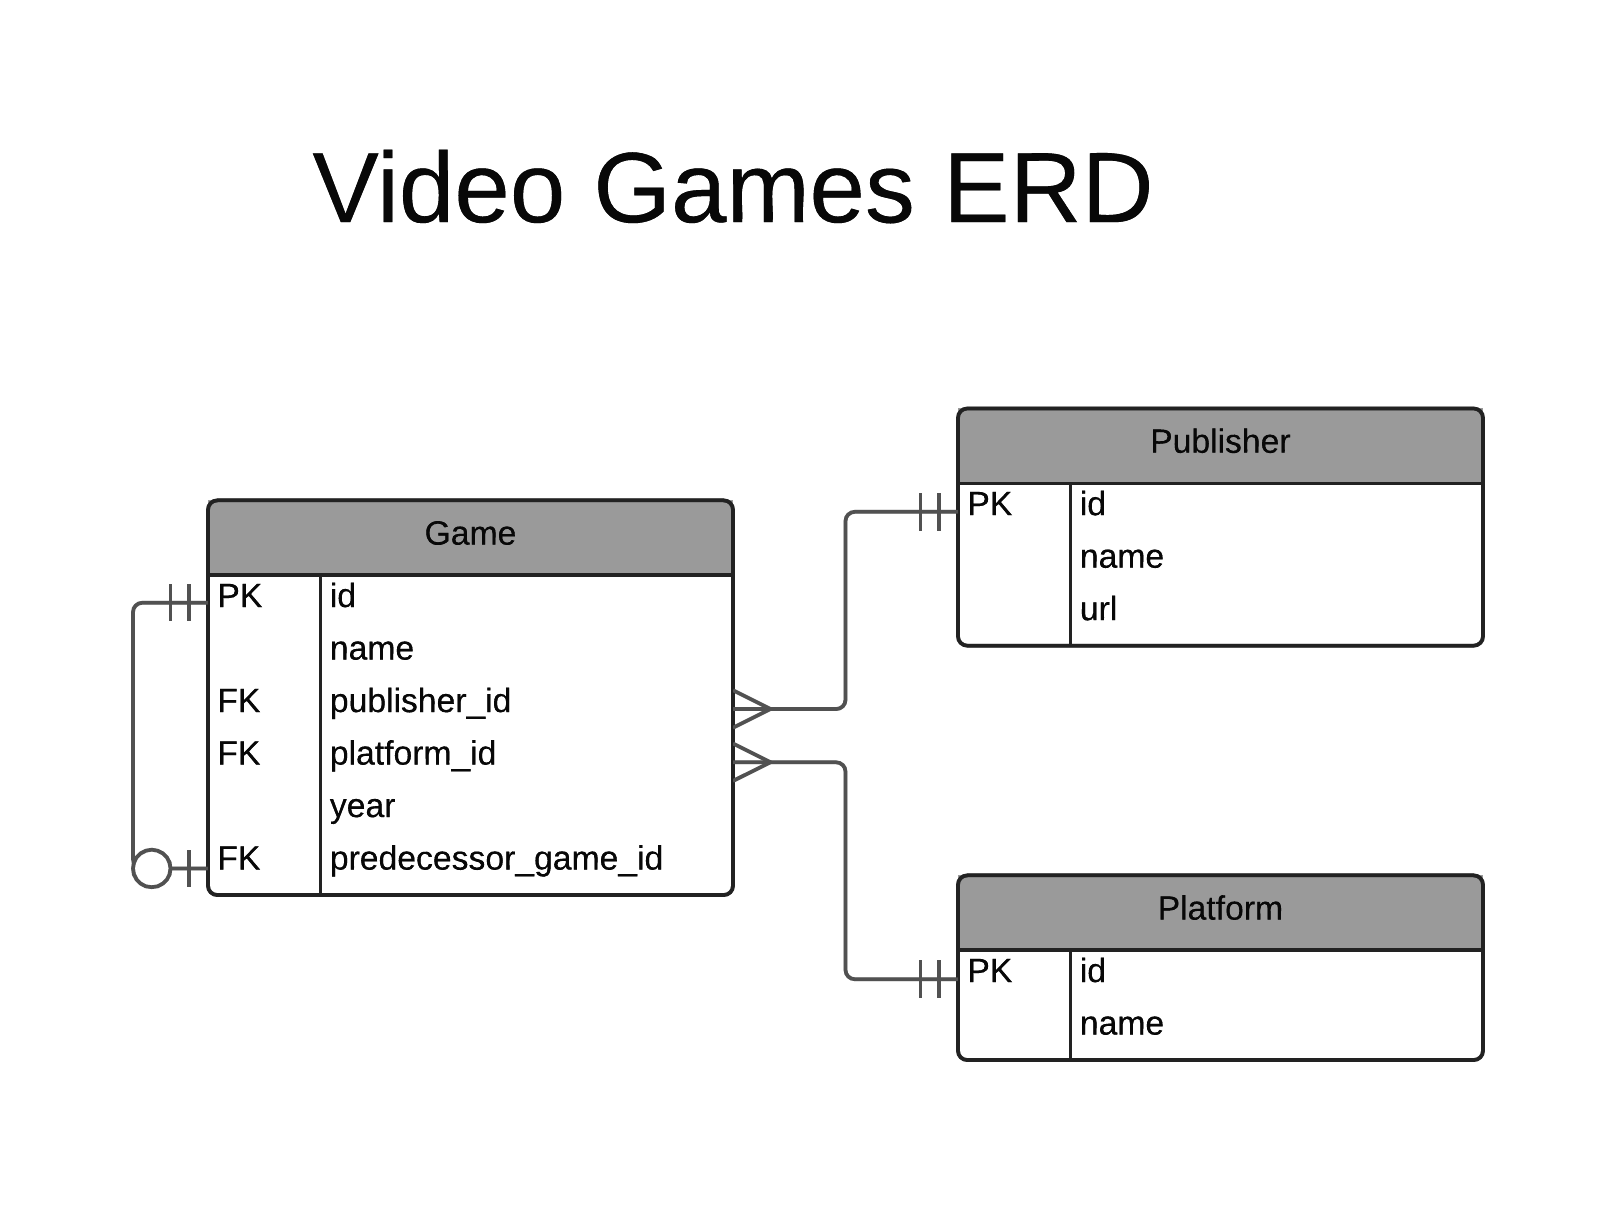 Video Games ERD
Game
PK id
name
FK publisher_id
FK platform_id
year
FK predecessor_game_id
Publisher
PK id
name
url
Platform
PK id
name